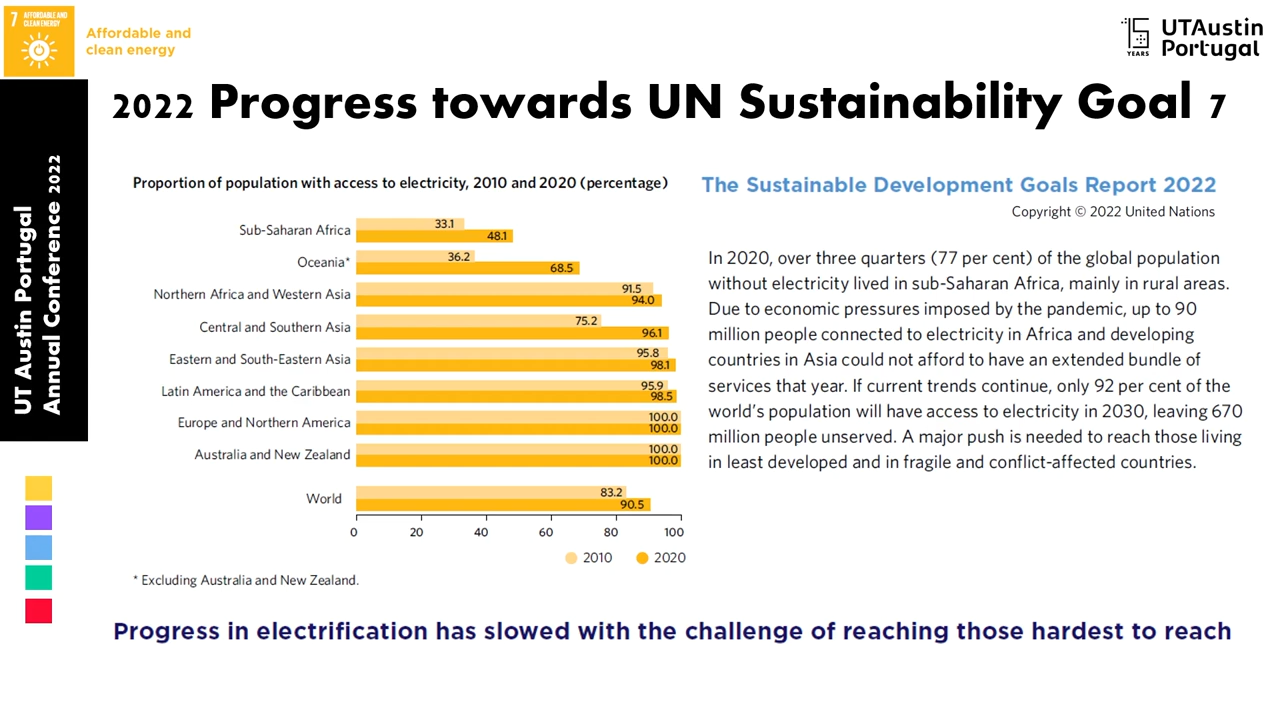 7 AFFORDABLE AND
CLEAN ENERGY
Affordable and
clean energy
15
YEARS
UTAustin
Portugal
2022 Progress towards UN Sustainability Goal 7
UT Austin Portugal
Annual Conference 2022
Proportion of population with access to electricity, 2010 and 2020 (percentage)
Sub-Saharan Africa 33.1
48.1
Oceania* 36.2
68.5
Northern Africa and Western Asia 91.5
94.0
Central and Southern Asia 75.2
96.1
Eastern and South-Eastern Asia 95.8
98.1
Latin America and the Caribbean 95.9
98.5
Europe and Northern America 100.0
100.0
Australia and New Zealand 100.0
100.0
World 83.2
90.5
0 20 40 60 80 100
2010 2020
* Excluding Australia and New Zealand.
The Sustainable Development Goals Report 2022
Copyright © 2022 United Nations
In 2020, over three quarters (77 per cent) of the global population
without electricity lived in sub-Saharan Africa, mainly in rural areas.
Due to economic pressures imposed by the pandemic, up to 90
million people connected to electricity in Africa and developing
countries in Asia could not afford to have an extended bundle of
services that year. If current trends continue, only 92 per cent of the
world's population will have access to electricity in 2030, leaving 670
million people unserved. A major push is needed to reach those living
in least developed and in fragile and conflict-affected countries.
Progress in electrification has slowed with the challenge of reaching those hardest to reach